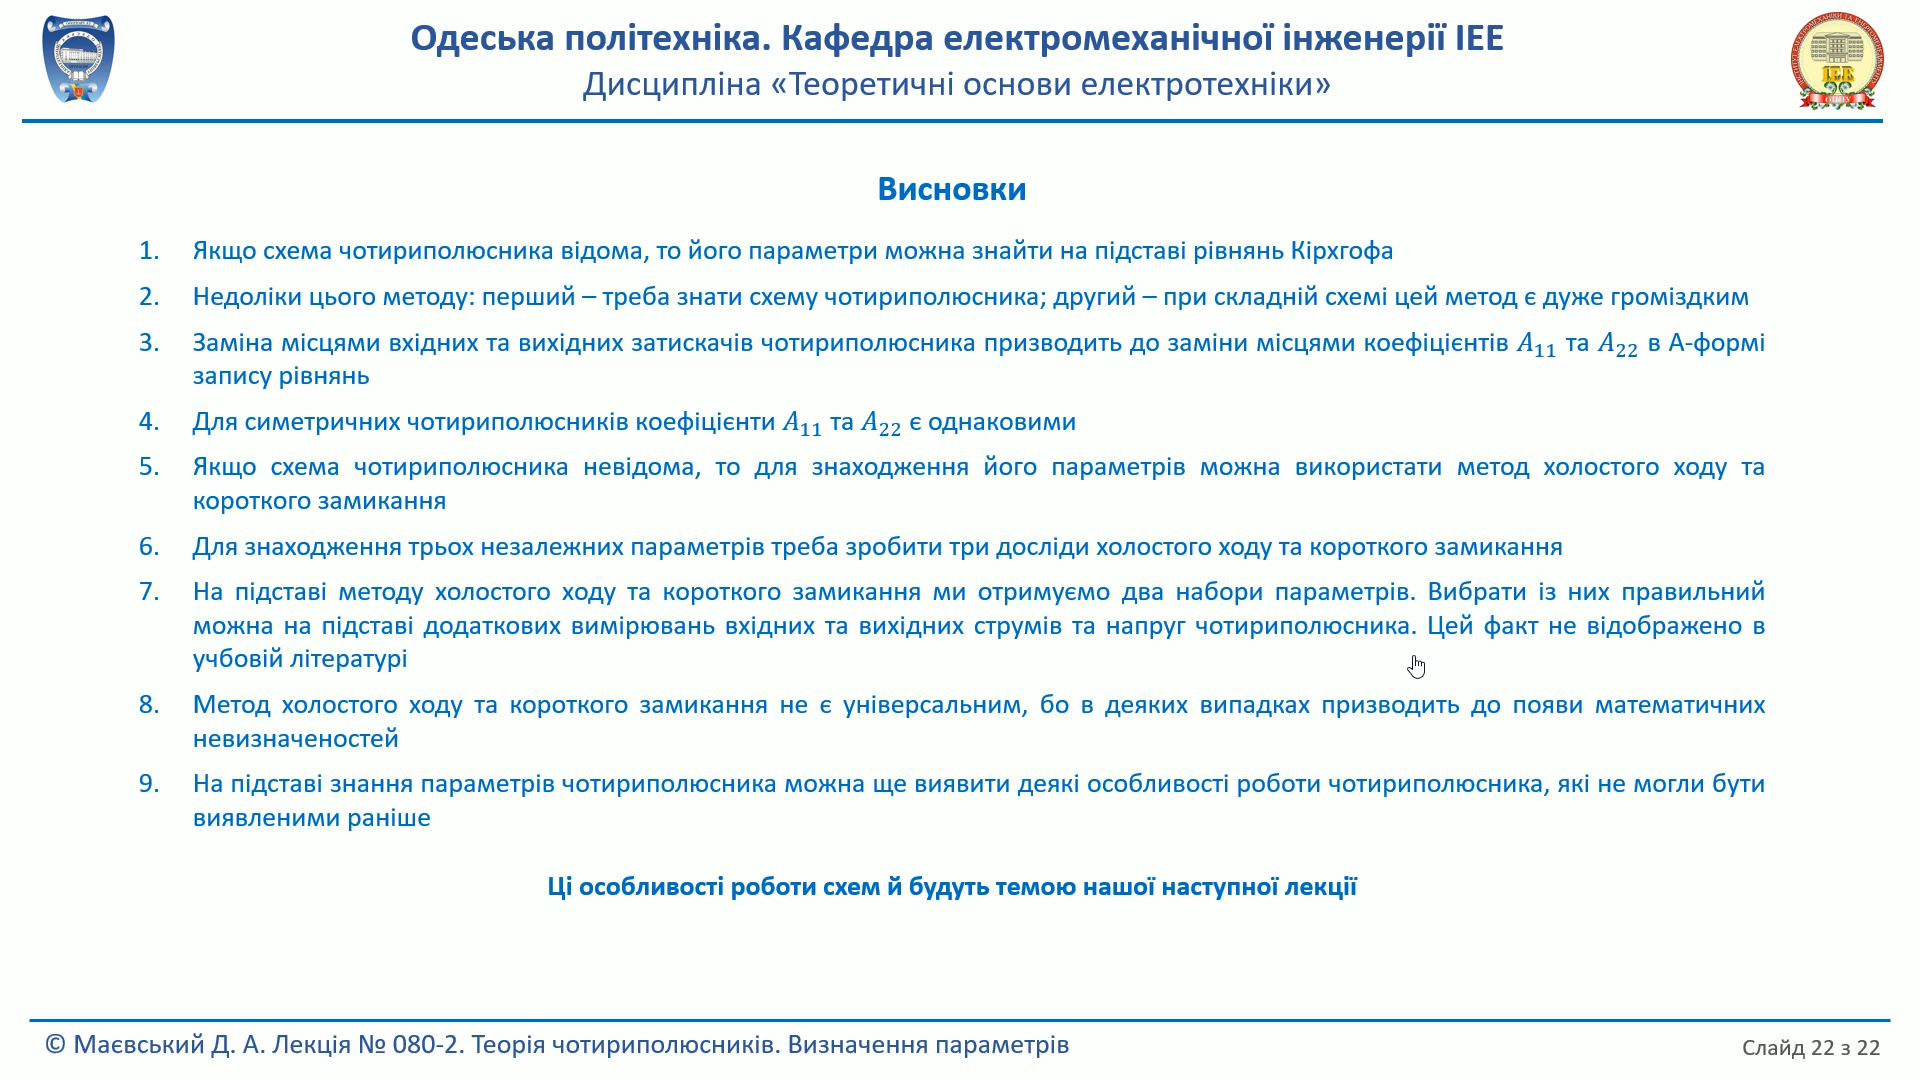 Одеська політехніка. Кафедра електромеханічної інженерії ІЕЕ
Дисципліна «Теоретичні основи електротехніки»
ІЕЕ
Висновки
1. Якщо схема чотириполюсника відома, то його параметри можна знайти на підставі рівнянь Кірхгофа
2. Недоліки цього методу: перший – треба знати схему чотириполюсника; другий – при складній схемі цей метод є дуже громіздким
3. Заміна місцями вхідних та вихідних затискачів чотириполюсника призводить до заміни місцями коефіцієнтів A₁₁ та A₂₂ в А-формі
запису рівнянь
4. Для симетричних чотириполюсників коефіцієнти A₁₁ та A₂₂ є однаковими
5. Якщо схема чотириполюсника невідома, то для знаходження його параметрів можна використати метод холостого ходу та
короткого замикання
6. Для знаходження трьох незалежних параметрів треба зробити три досліди холостого ходу та короткого замикання
7. На підставі методу холостого ходу та короткого замикання ми отримуємо два набори параметрів. Вибрати із них правильний
можна на підставі додаткових вимірювань вхідних та вихідних струмів та напруг чотириполюсника. Цей факт не відображено в
учбовій літературі
8. Метод холостого ходу та короткого замикання не є універсальним, бо в деяких випадках призводить до появи математичних
невизначеностей
9. На підставі знання параметрів чотириполюсника можна ще виявити деякі особливості роботи чотириполюсника, які не могли бути
виявленими раніше
Ці особливості роботи схем й будуть темою нашої наступної лекції
© Маєвський Д. А. Лекція № 080-2. Теорія чотириполюсників. Визначення параметрів
Слайд 22 з 22